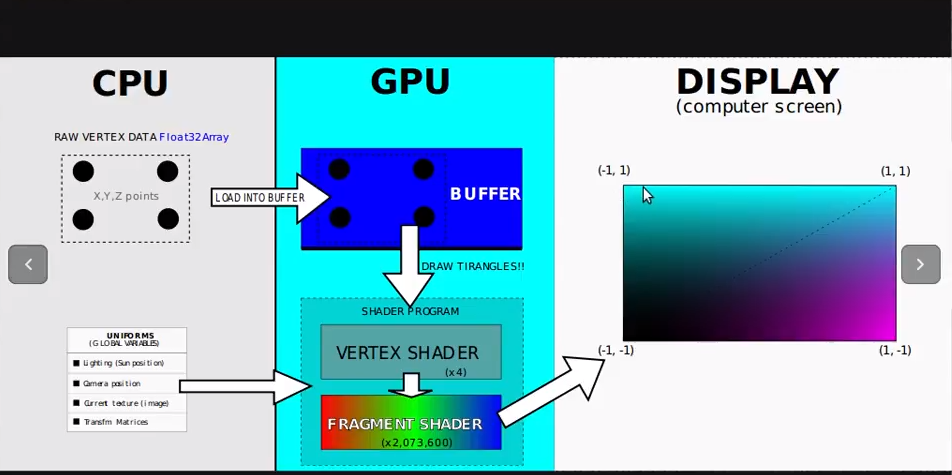 CPU
GPU
DISPLAY
(computer screen)
RAW VERTEX DATA Float32Array
X,Y,Z points
LOAD INTO BUFFER
BUFFER
DRAW TIRANGLES!!
SHADER PROGRAM
VERTEX SHADER
(x4)
FRAGMENT SHADER
(x2,073,600)
UNIFORMS
(GLOBAL VARIABLES)
Lighting (Sun position)
Camera position
Current texture (image)
Transfm Matrices
(-1, 1)
(1, 1)
(-1, -1)
(1, -1)